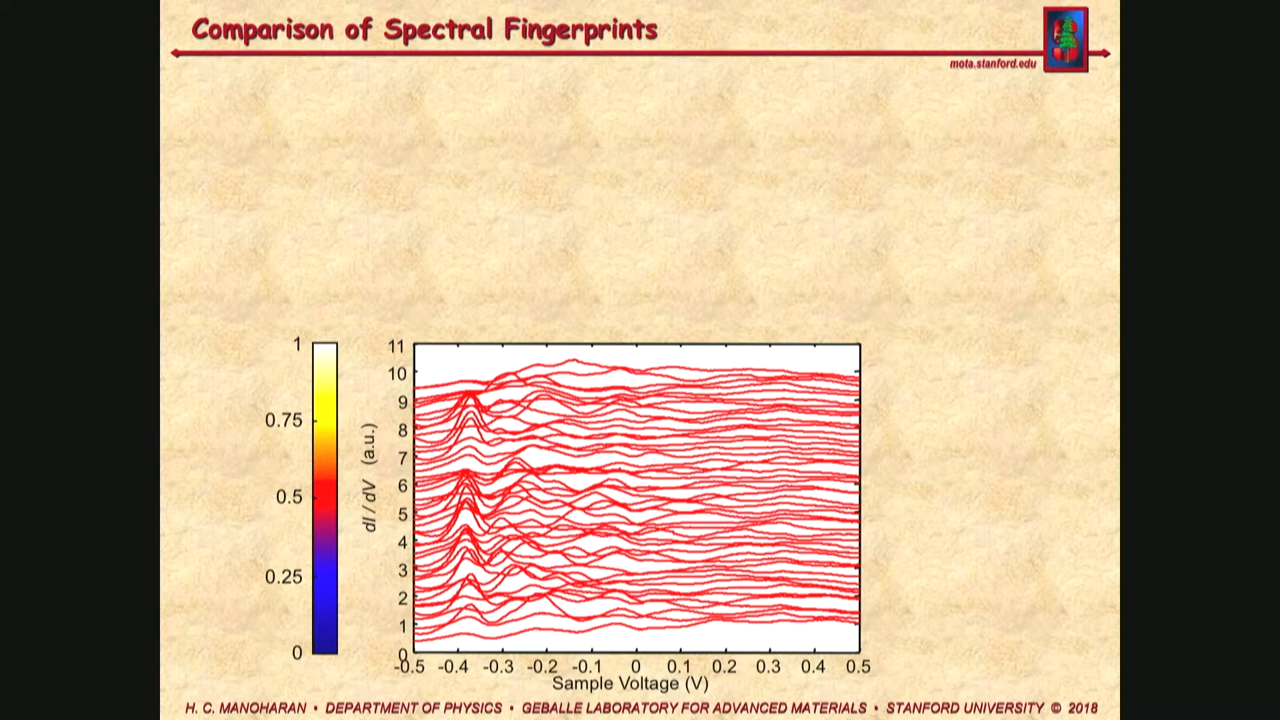 Comparison of Spectral Fingerprints
mota.stanford.edu
1
0.75
0.5
0.25
0
11
10
9
8
7
6
5
4
3
2
1
0
dI / dV (a.u.)
-0.5 -0.4 -0.3 -0.2 -0.1 0 0.1 0.2 0.3 0.4 0.5
Sample Voltage (V)
H. C. MANOHARAN • DEPARTMENT OF PHYSICS • GEBALLE LABORATORY FOR ADVANCED MATERIALS • STANFORD UNIVERSITY © 2018